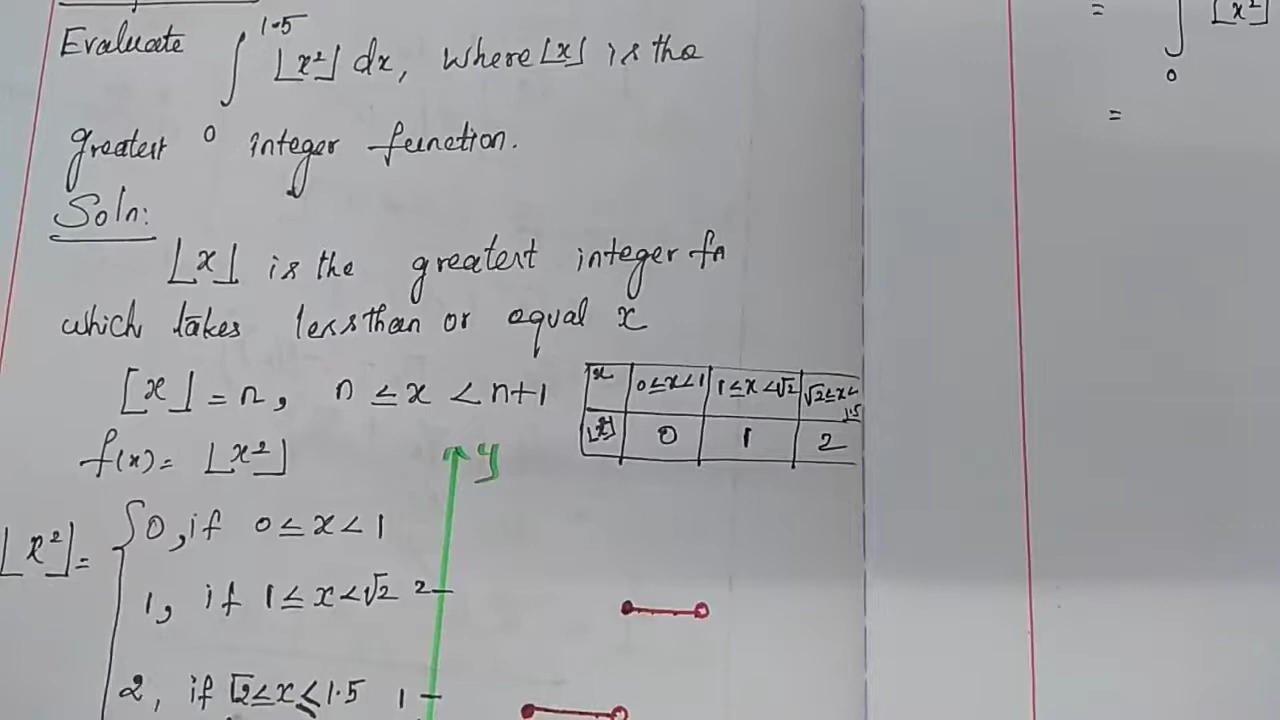 Evaluate ∫₀^1.5 ⌊x²⌋ dx, where ⌊x⌋ is the
greatest integer function.
Soln:
⌊x⌋ is the greatest integer fn
which takes less than or equal x
⌊x⌋ = n, n ≤ x < n+1
x | 0≤x<1 | 1≤x<√2 | √2≤x<1.5
⌊x²⌋ | 0 | 1 | 2
f(x) = ⌊x²⌋
y
⌊x²⌋ = { 0, if 0 ≤ x < 1
1, if 1 ≤ x < √2
2
2, if √2 ≤ x ≤ 1.5
1
= ∫₀ ⌊x²⌋
=